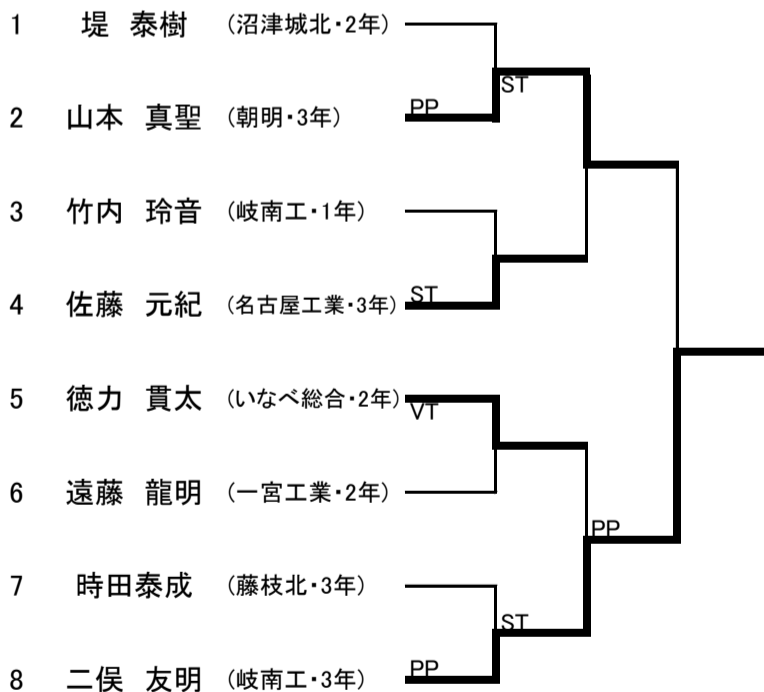 1 堤 泰樹 (沼津城北・2年)
ST
2 山本 真聖 (朝明・3年) PP
3 竹内 玲音 (岐南工・1年)
4 佐藤 元紀 (名古屋工業・3年) ST
5 徳力 貫太 (いなべ総合・2年) VT
6 遠藤 龍明 (一宮工業・2年)
PP
7 時田泰成 (藤枝北・3年)
ST
8 二俣 友明 (岐南工・3年) PP